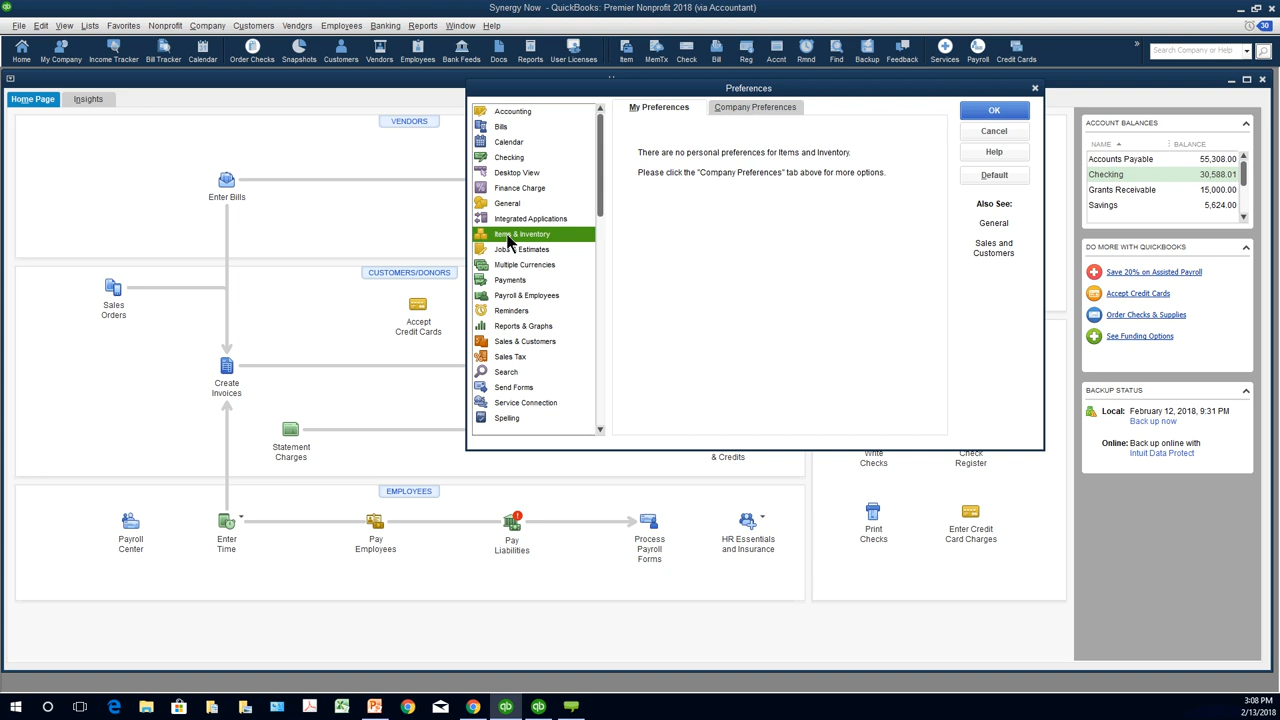 Synergy Now - QuickBooks: Premier Nonprofit 2018 (via Accountant)
File Edit View Lists Favorites Nonprofit Company Customers Vendors Employees Banking Reports Window Help
30
Home My Company Income Tracker Bill Tracker Calendar Order Checks Snapshots Customers Vendors Employees Bank Feeds Docs Reports User Licenses Item MemTx Check Bill Reg Accnt Rmnd Find Backup Feedback Services Payroll Credit Cards
Search Company or Help
Home Page Insights
VENDORS
Enter Bills
CUSTOMERS/DONORS
Sales
Orders
Accept
Credit Cards
Create
Invoices
Statement
Charges
& Credits
EMPLOYEES
Payroll
Center
Enter
Time
Pay
Employees
Pay
Liabilities
Process
Payroll
Forms
HR Essentials
and Insurance
Write
Checks
Check
Register
Print
Checks
Enter Credit
Card Charges
Preferences
Accounting
Bills
Calendar
Checking
Desktop View
Finance Charge
General
Integrated Applications
Items & Inventory
Jobs & Estimates
Multiple Currencies
Payments
Payroll & Employees
Reminders
Reports & Graphs
Sales & Customers
Sales Tax
Search
Send Forms
Service Connection
Spelling
My Preferences Company Preferences
There are no personal preferences for Items and Inventory.
Please click the "Company Preferences" tab above for more options.
OK
Cancel
Help
Default
Also See:
General
Sales and
Customers
ACCOUNT BALANCES
NAME BALANCE
Accounts Payable 55,308.00
Checking 30,588.01
Grants Receivable 15,000.00
Savings 5,624.00
DO MORE WITH QUICKBOOKS
Save 20% on Assisted Payroll
Accept Credit Cards
Order Checks & Supplies
See Funding Options
BACKUP STATUS
Local: February 12, 2018, 9:31 PM
Backup now
Online: Back up online with
Intuit Data Protect
3:08 PM
2/13/2018